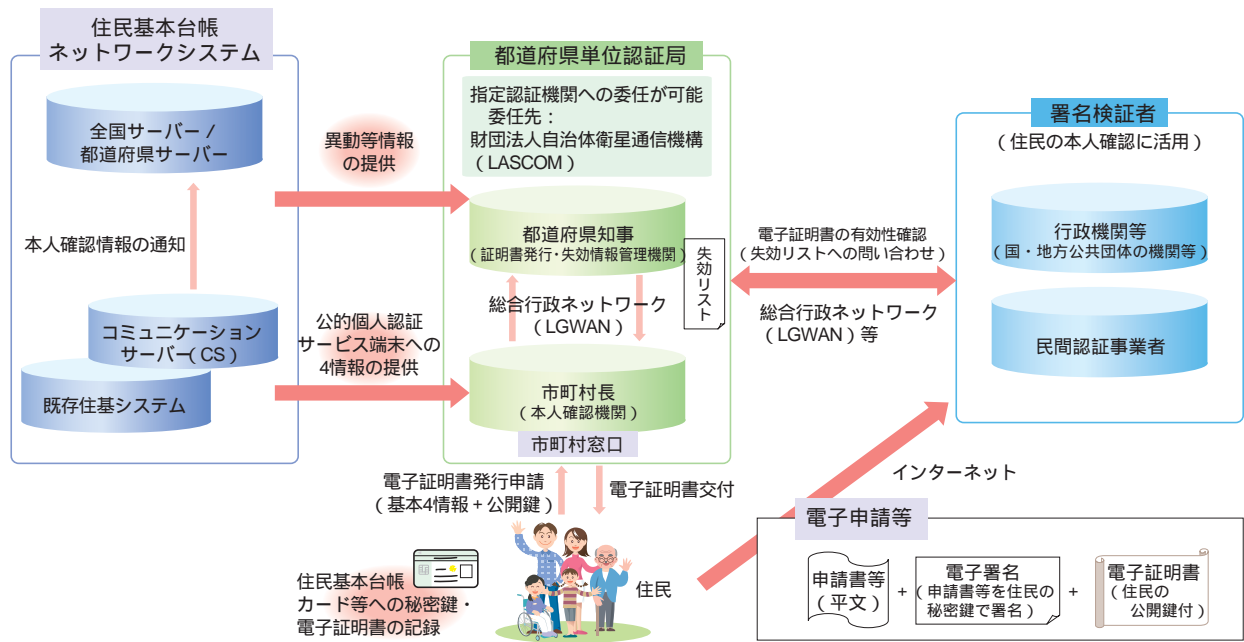 住民基本台帳
ネットワークシステム
全国サーバー /
都道府県サーバー
本人確認情報の通知
コミュニケーション
サーバー(CS)
既存住基システム
異動等情報
の提供
公的個人認証
サービス端末への
4情報の提供
都道府県単位認証局
指定認証機関への委任が可能
委任先：
財団法人自治体衛星通信機構
(LASCOM)
都道府県知事
(証明書発行・失効情報管理機関)
失効リスト
総合行政ネットワーク
(LGWAN)
市町村長
(本人確認機関)
市町村窓口
電子証明書の有効性確認
(失効リストへの問い合わせ)
総合行政ネットワーク
(LGWAN)等
署名検証者
(住民の本人確認に活用)
行政機関等
(国・地方公共団体の機関等)
民間認証事業者
電子証明書発行申請
(基本4情報+公開鍵)
電子証明書交付
住民基本台帳
カード等への秘密鍵・
電子証明書の記録
住民
インターネット
電子申請等
申請書等
(平文)
+
電子署名
(申請書等を住民の
秘密鍵で署名)
+
電子証明書
(住民の
公開鍵付)